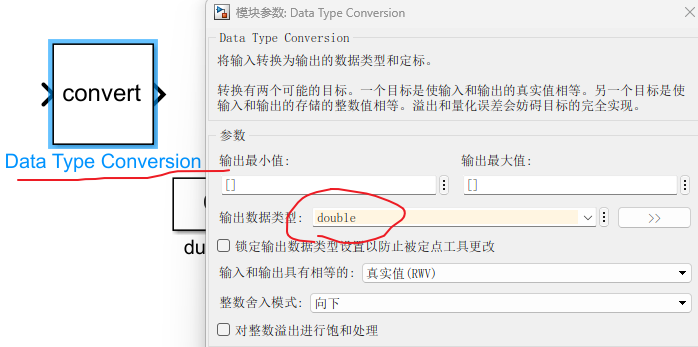 模块参数: Data Type Conversion
Data Type Conversion
将输入转换为输出的数据类型和定标。
转换有两个可能的目标。一个目标是使输入和输出的真实值相等。另一个目标是使
输入和输出的存储的整数值相等。溢出和量化误差会妨碍目标的完全实现。
convert
Data Type Conversion
du
参数
输出最小值: 输出最大值:
[] []
输出数据类型: double >>
锁定输出数据类型设置以防止被定点工具更改
输入和输出具有相等的: 真实值(RWV)
整数舍入模式: 向下
对整数溢出进行饱和处理